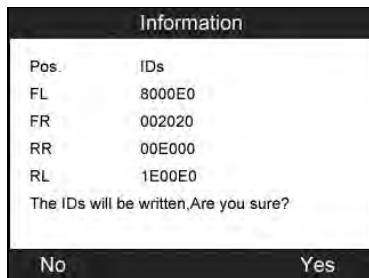 Information
Pos. IDs
FL 8000E0
FR 002020
RR 00E000
RL 1E00E0
The IDs will be written,Are you sure?
No Yes